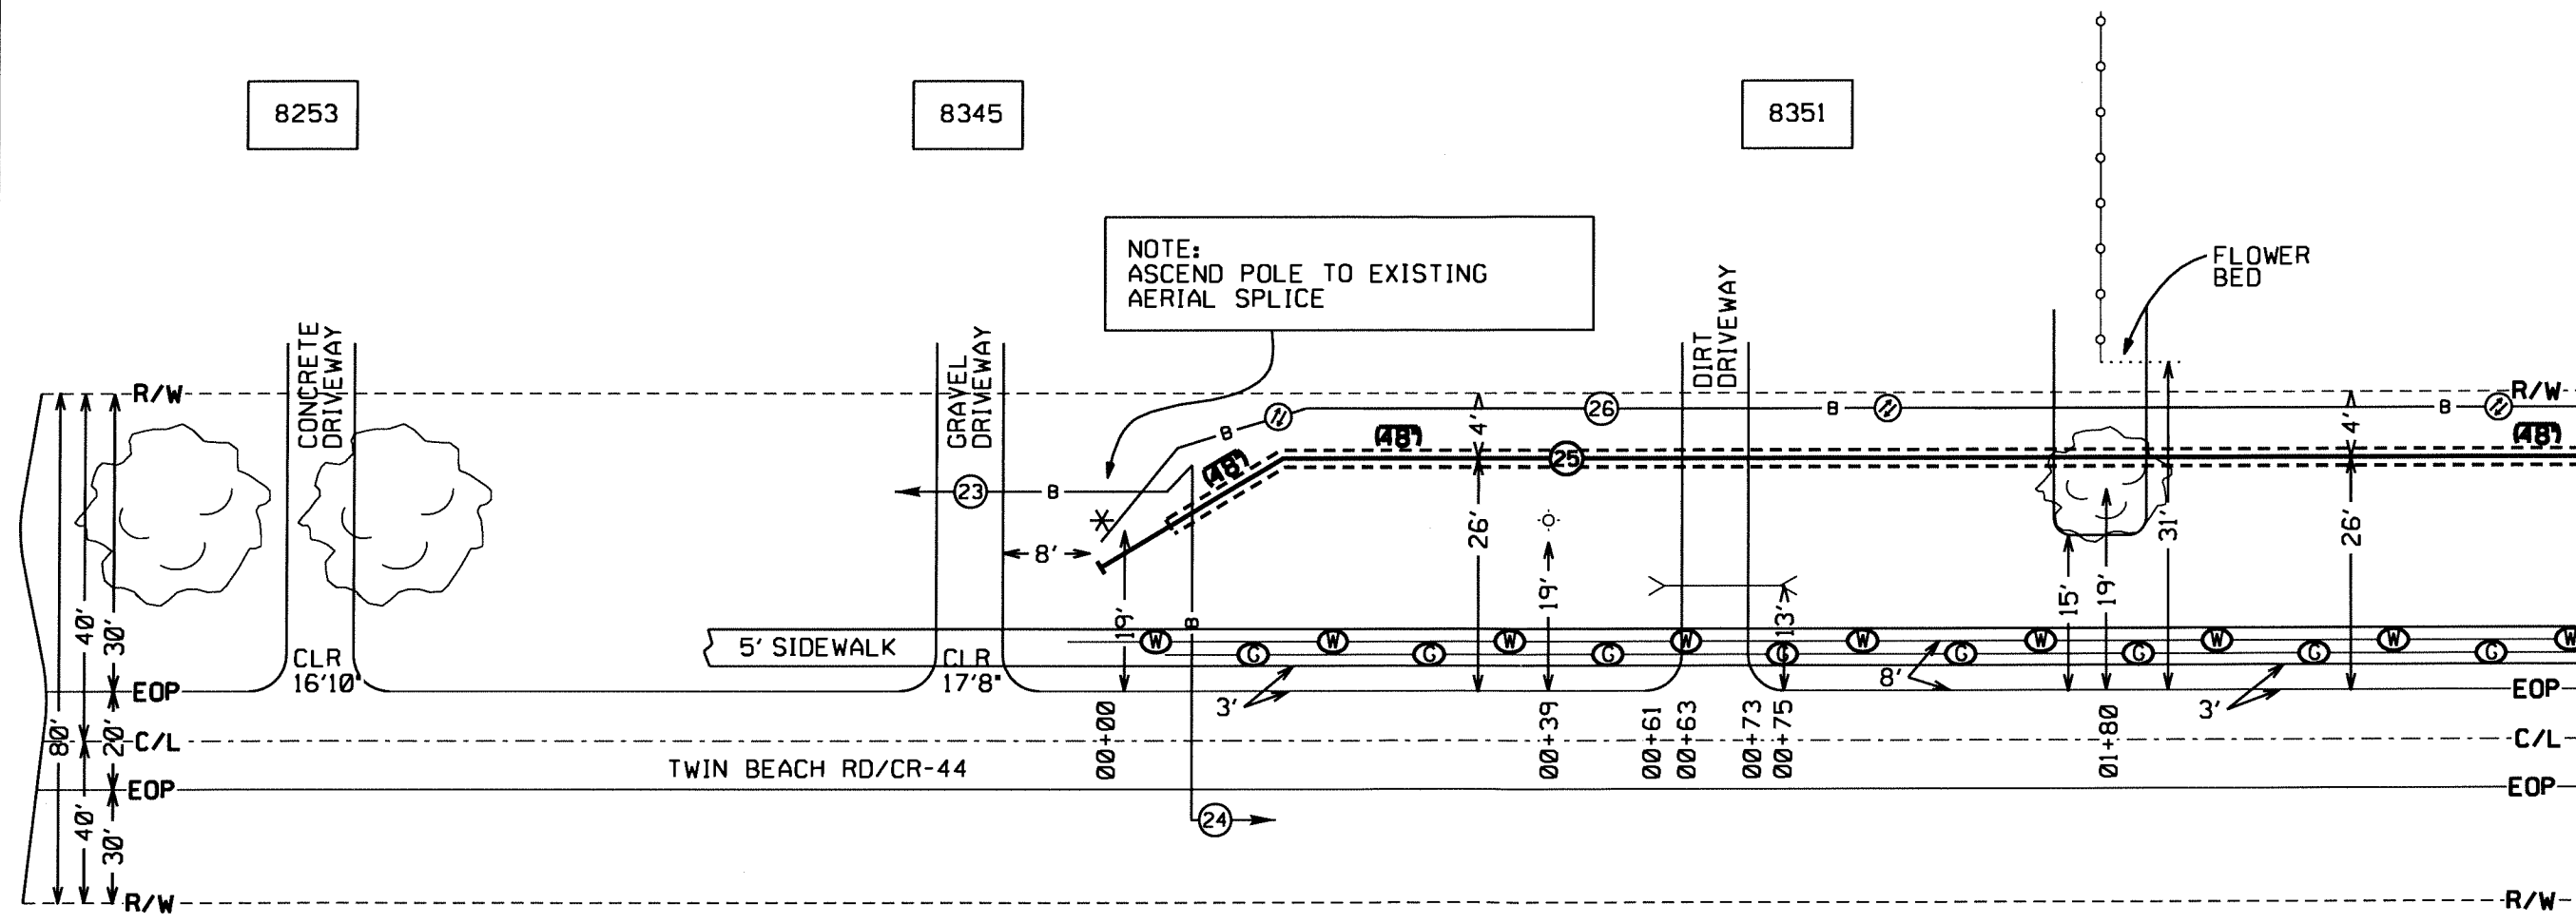 8253
8345
8351
NOTE:
ASCEND POLE TO EXISTING
AERIAL SPLICE
FLOWER
BED
CONCRETE
DRIVEWAY
GRAVEL
DRIVEWAY
DIRT
DRIVEWAY
R/W
R/W
26
B
B
B
4'
4'
(48")
(48")
(48")
25
23
B
8'
19'
B
26'
19'
13'
15'
19'
31'
26'
80'
40'
30'
20'
40'
30'
5' SIDEWALK
W
W
W
W
W
W
W
W
W
G
G
G
G
G
G
G
G
CLR
16'10"
CLR
17'8"
3'
8'
3'
EOP
EOP
00+00
00+39
00+61
00+63
00+73
00+75
01+80
C/L
C/L
TWIN BEACH RD/CR-44
EOP
EOP
24
R/W
R/W